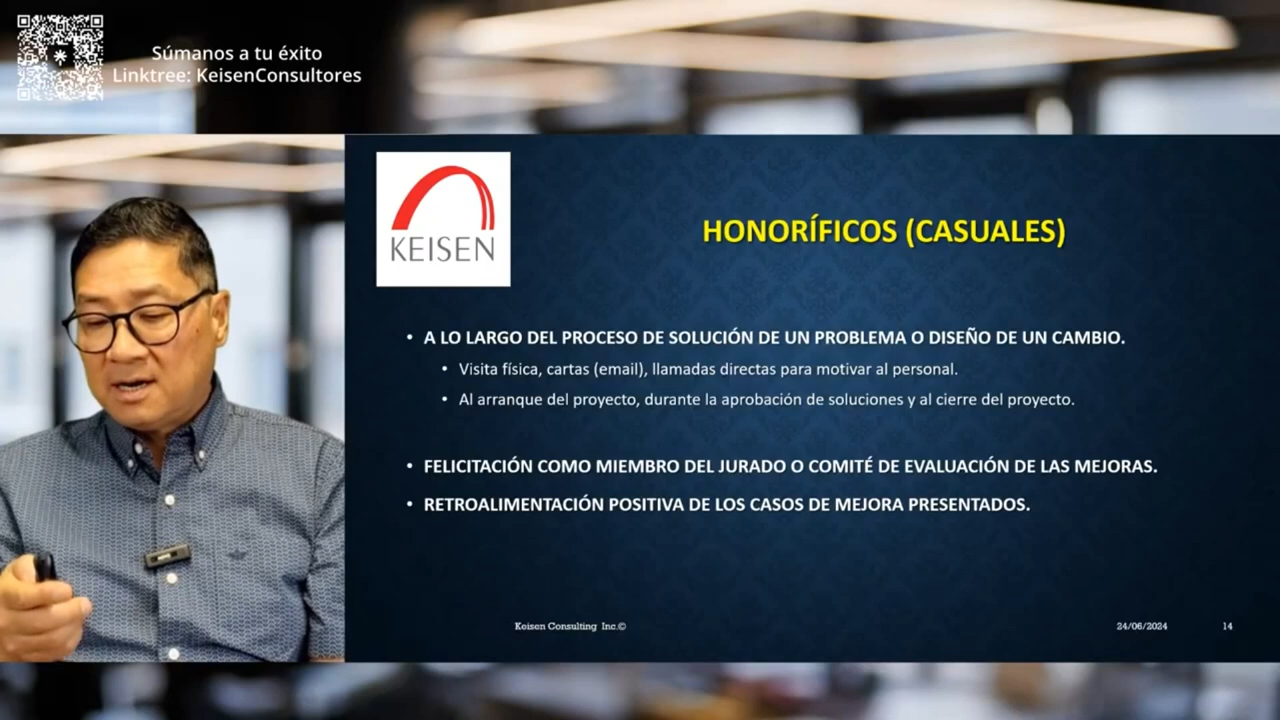 Súmanos a tu éxito
Linktree: KeisenConsultores
KEISEN
HONORÍFICOS (CASUALES)
• A LO LARGO DEL PROCESO DE SOLUCIÓN DE UN PROBLEMA O DISEÑO DE UN CAMBIO.
• Visita física, cartas (email), llamadas directas para motivar al personal.
• Al arranque del proyecto, durante la aprobación de soluciones y al cierre del proyecto.
• FELICITACIÓN COMO MIEMBRO DEL JURADO O COMITÉ DE EVALUACIÓN DE LAS MEJORAS.
• RETROALIMENTACIÓN POSITIVA DE LOS CASOS DE MEJORA PRESENTADOS.
Keisen Consulting Inc.©
24/06/2024
14